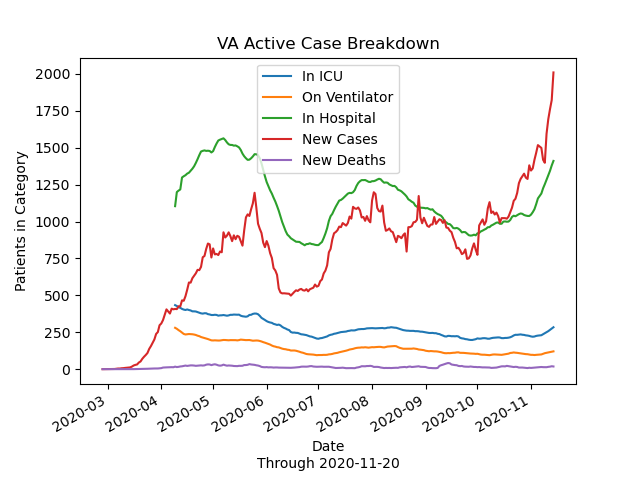 VA Active Case Breakdown
In ICU
On Ventilator
In Hospital
New Cases
New Deaths
Patients in Category
2000
1750
1500
1250
1000
750
500
250
0
2020-03
2020-04
2020-05
2020-06
2020-07
2020-08
2020-09
2020-10
2020-11
Date
Through 2020-11-20